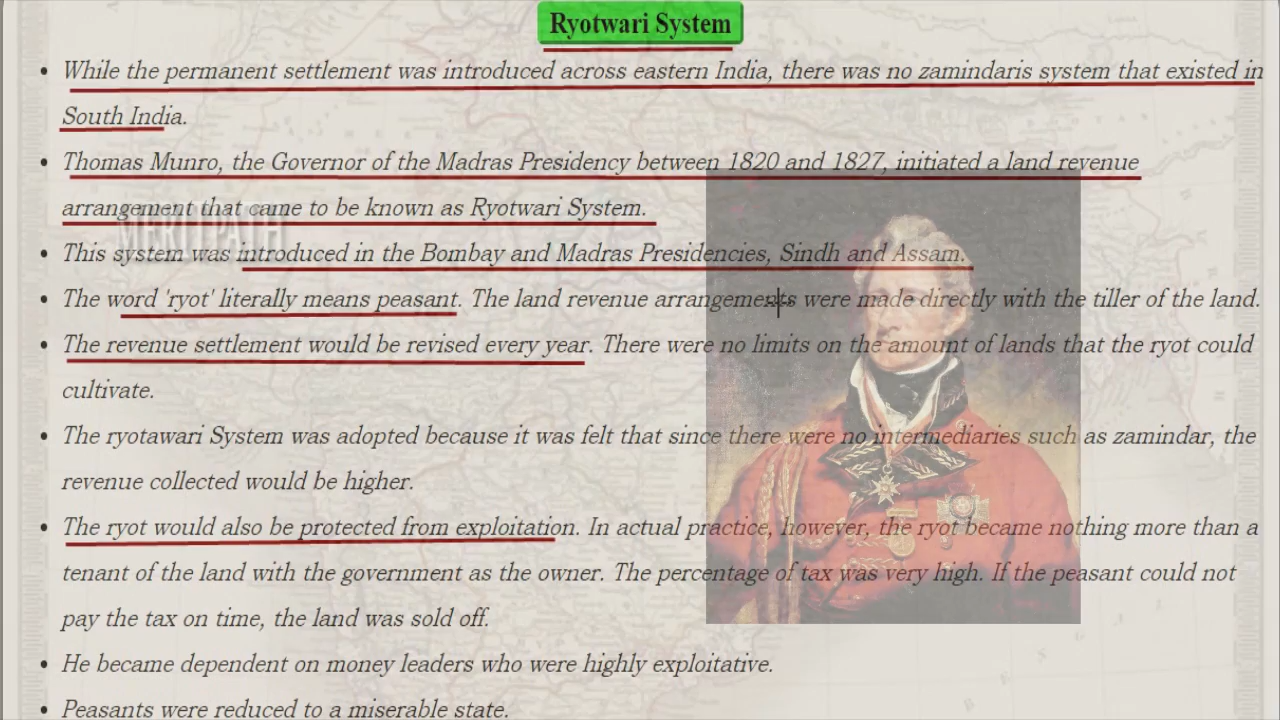 Ryotwari System
• While the permanent settlement was introduced across eastern India, there was no zamindaris system that existed in
South India.
• Thomas Munro, the Governor of the Madras Presidency between 1820 and 1827, initiated a land revenue
arrangement that came to be known as Ryotwari System.
MERUPATH
• This system was introduced in the Bombay and Madras Presidencies, Sindh and Assam.
• The word 'ryot' literally means peasant. The land revenue arrangements were made directly with the tiller of the land.
• The revenue settlement would be revised every year. There were no limits on the amount of lands that the ryot could
cultivate.
• The ryotawari System was adopted because it was felt that since there were no intermediaries such as zamindar, the
revenue collected would be higher.
• The ryot would also be protected from exploitation. In actual practice, however, the ryot became nothing more than a
tenant of the land with the government as the owner. The percentage of tax was very high. If the peasant could not
pay the tax on time, the land was sold off.
• He became dependent on money leaders who were highly exploitative.
• Peasants were reduced to a miserable state.